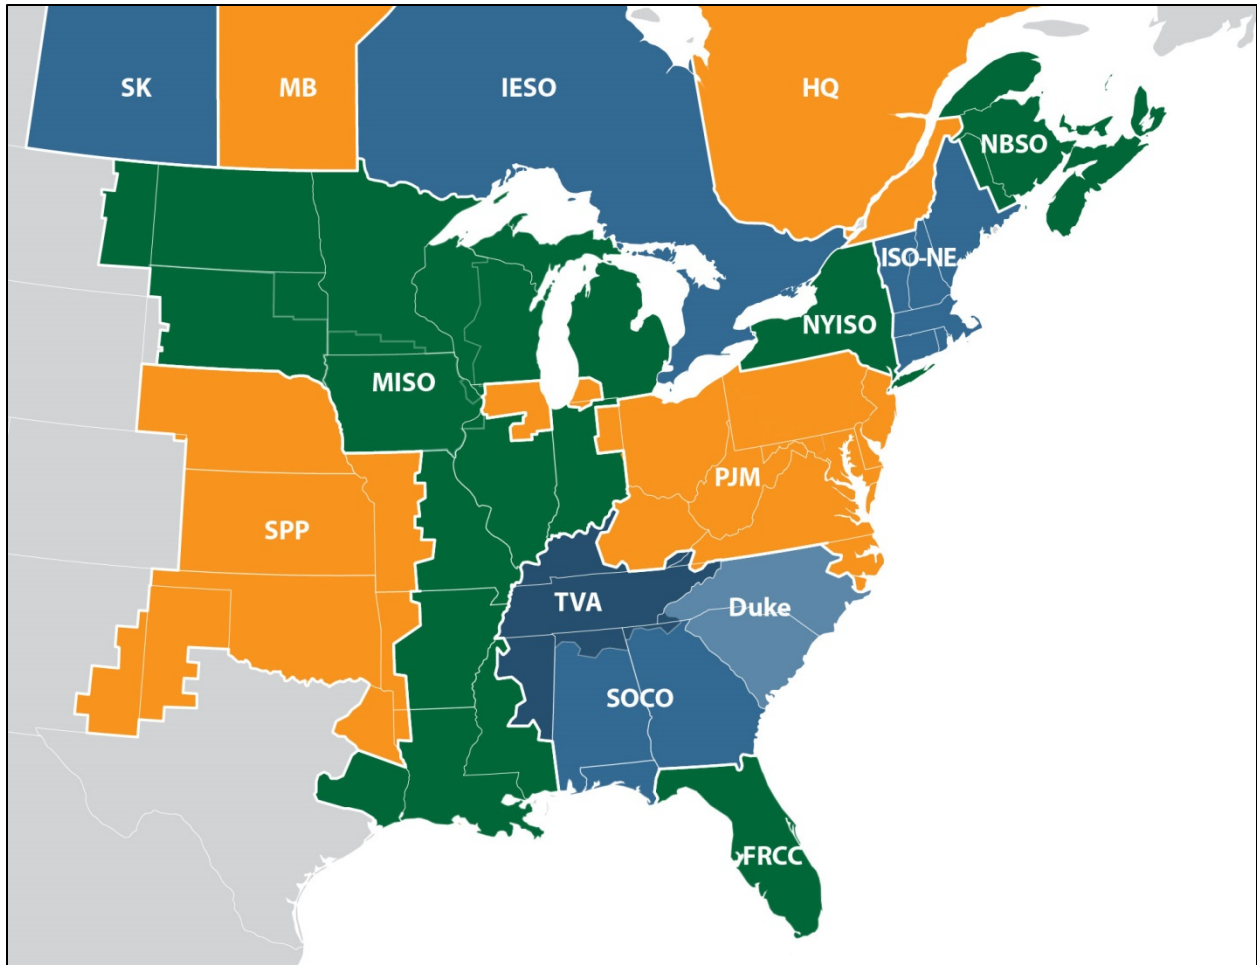 SK
MB
IESO
HQ
NBSO
ISO-NE
NYISO
MISO
PJM
SPP
TVA
Duke
SOCO
FRCC